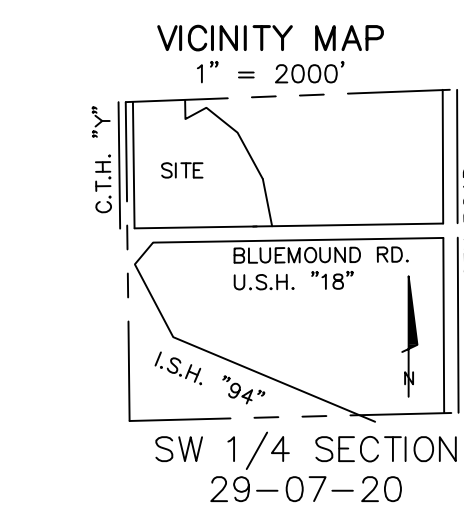 VICINITY MAP
1" = 2000'
C.T.H. "Y"
SITE
BLUEMOUND RD.
U.S.H. "18"
I.S.H. "94"
N
SW 1/4 SECTION
29-07-20